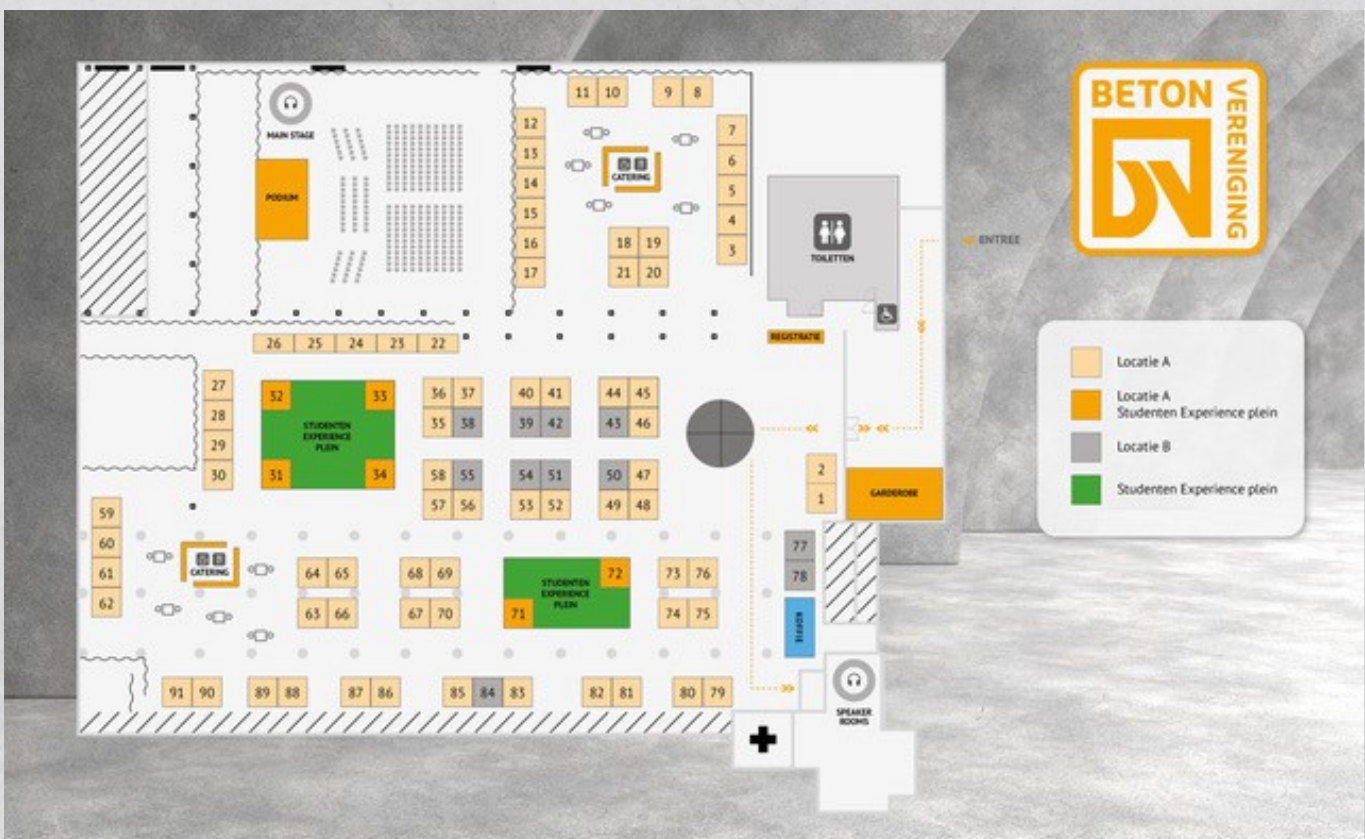 BETON
VERENIGING
MAIN STAGE
PODIUM
11 10
9 8
12
13
14
15
16
17
CATERING
7
6
5
4
3
18 19
21 20
TOILETTEN
ENTREE
REGISTRATIE
26 25 24 23 22
27
28
29
30
32 33
STUDENTEN
EXPERIENCE
PLEIN
31 34
36 37
35 38
40 41
39 42
44 45
43 46
58 55
57 56
54 51
53 52
50 47
49 48
2
1
GARDEROBE
59
60
61
62
CATERING
64 65
63 66
68 69
67 70
72
STUDENTEN
EXPERIENCE
PLEIN
71
73 76
74 75
77
78
KOFFIE
91 90
89 88
87 86
85 84 83
82 81
80 79
SPEAKER
ROOMS
Locatie A
Locatie A
Studenten Experience plein
Locatie B
Studenten Experience plein